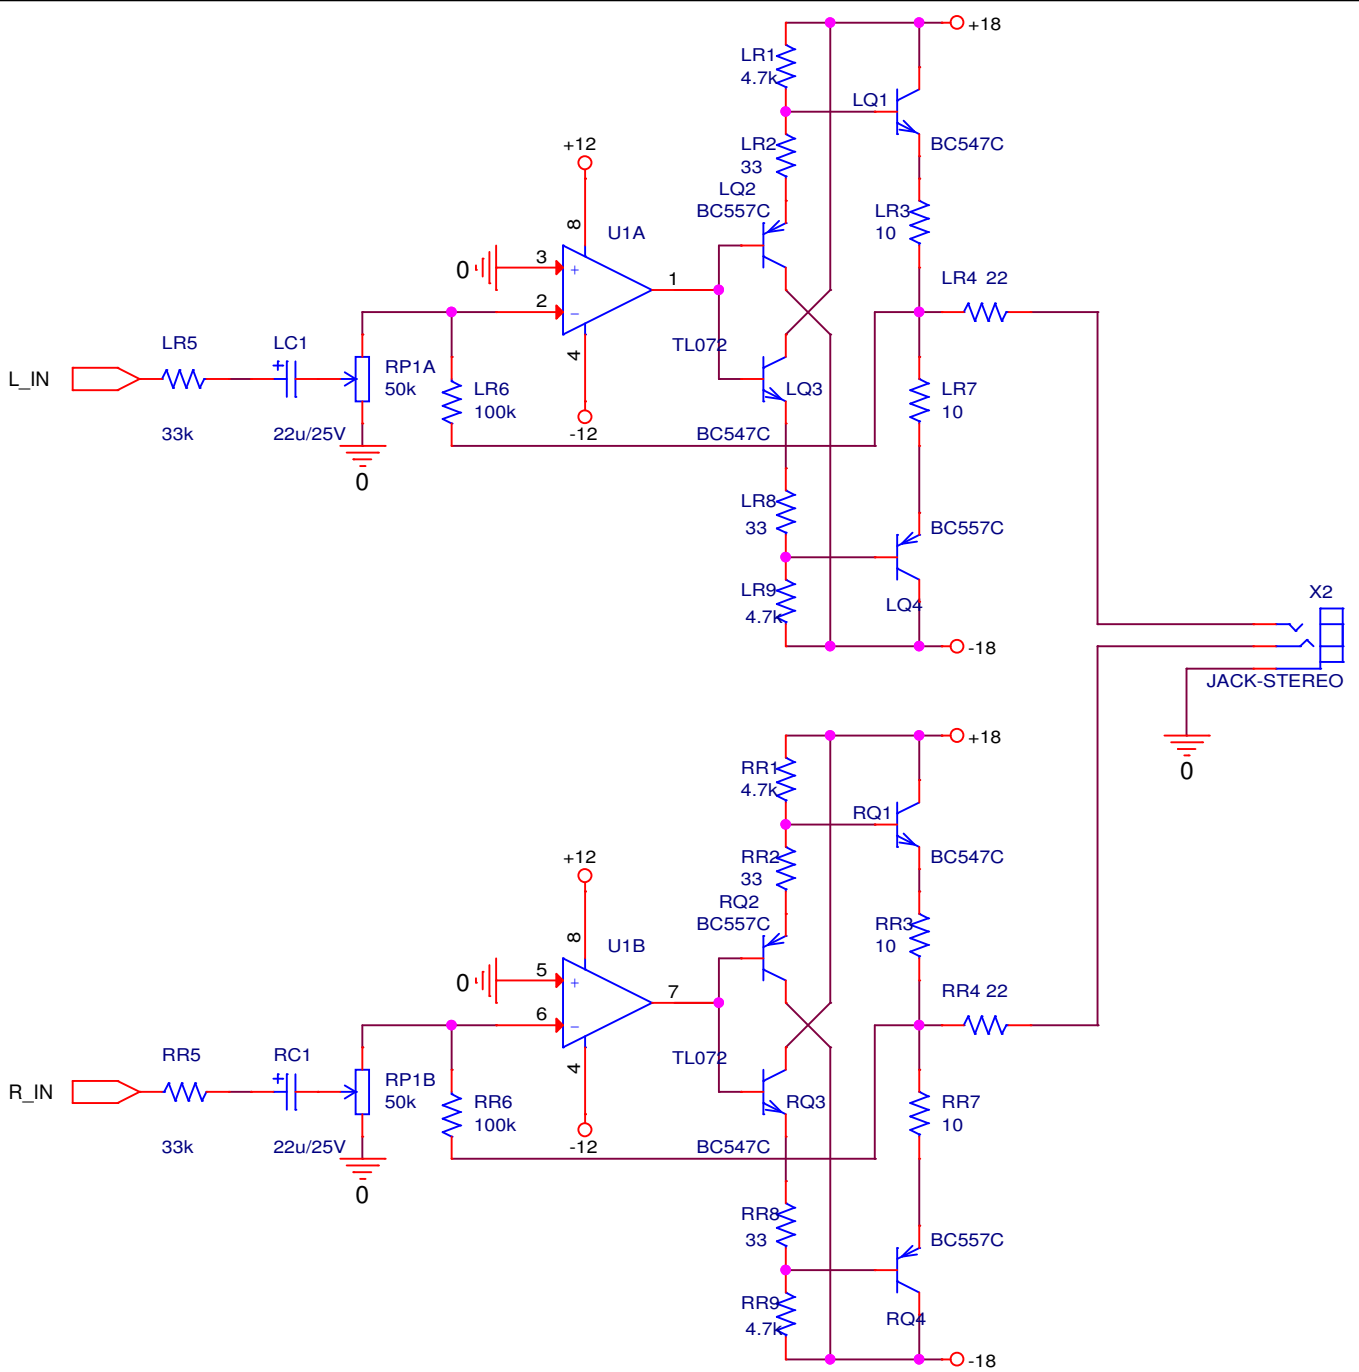 +18
LR1
4.7k
LQ1
BC547C
LR2
33
+12
LQ2
BC557C
LR3
10
8
U1A
0
3
+
1
LR4 22
2
−
TL072
4
LR5
LC1
+
RP1A
50k
L_IN
LR6
100k
LQ3
LR7
10
33k
22u/25V
-12
BC547C
0
LR8
33
BC557C
LR9
4.7k
LQ4
X2
-18
JACK-STEREO
0
+18
RR1
4.7k
RQ1
BC547C
RR2
33
+12
RQ2
BC557C
RR3
10
8
U1B
0
5
+
7
RR4 22
6
−
TL072
4
RR5
RC1
+
RP1B
50k
R_IN
RR6
100k
RQ3
RR7
10
33k
22u/25V
-12
BC547C
0
RR8
33
BC557C
RR9
4.7k
RQ4
-18